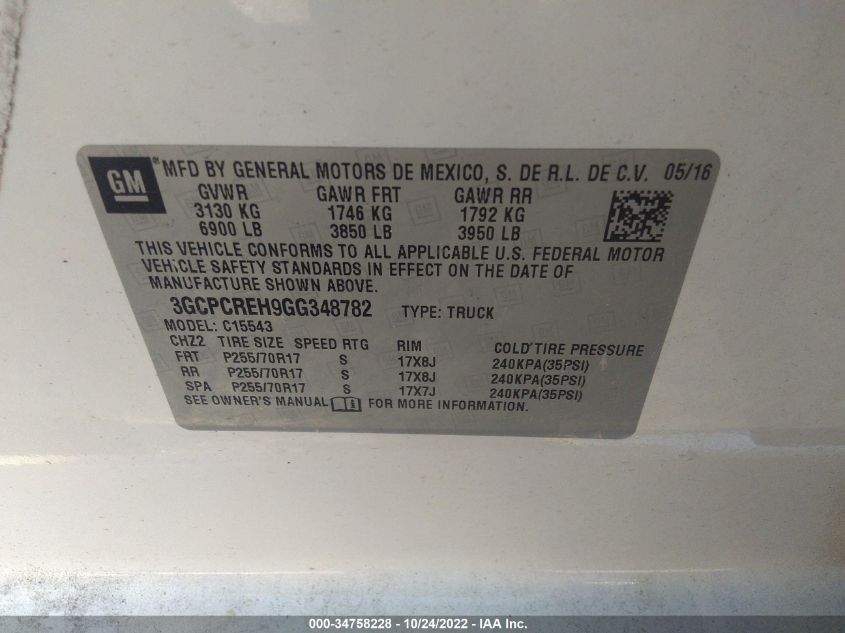 GM ® MFD BY GENERAL MOTORS DE MEXICO, S. DE R.L. DE C.V. 05/16
GVWR GAWR FRT GAWR RR
3130 KG 1746 KG 1792 KG
6900 LB 3850 LB 3950 LB
THIS VEHICLE CONFORMS TO ALL APPLICABLE U.S. FEDERAL MOTOR
VEHICLE SAFETY STANDARDS IN EFFECT ON THE DATE OF
MANUFACTURE SHOWN ABOVE.
3GCPCREH9GG348782 TYPE: TRUCK
MODEL: C15543
CHZ2 TIRE SIZE SPEED RTG RIM COLD TIRE PRESSURE
FRT P255/70R17 S 17X8J 240KPA(35PSI)
RR P255/70R17 S 17X8J 240KPA(35PSI)
SPA P255/70R17 S 17X7J 240KPA(35PSI)
SEE OWNER'S MANUAL FOR MORE INFORMATION.
000-34758228 - 10/24/2022 - IAA Inc.